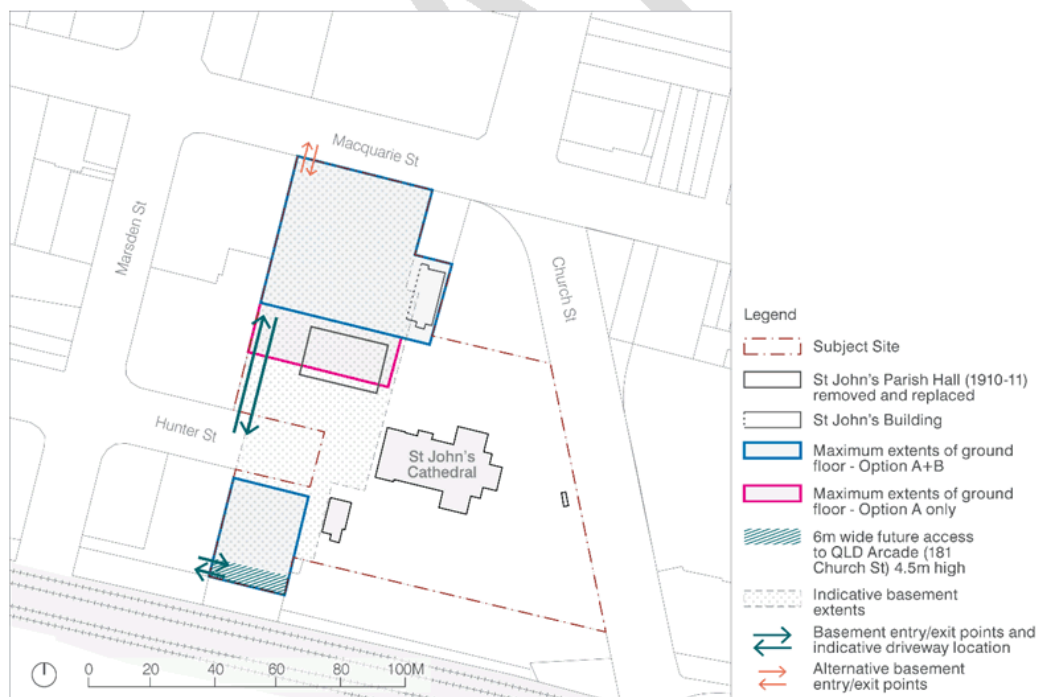 Macquarie St
Marsden St
Church St
Hunter St
St John's
Cathedral
0 20 40 60 80 100M
Legend
Subject Site
St John's Parish Hall (1910-11)
removed and replaced
St John's Building
Maximum extents of ground
floor - Option A+B
Maximum extents of ground
floor - Option A only
6m wide future access
to QLD Arcade (181
Church St) 4.5m high
Indicative basement
extents
Basement entry/exit points and
indicative driveway location
Alternative basement
entry/exit points